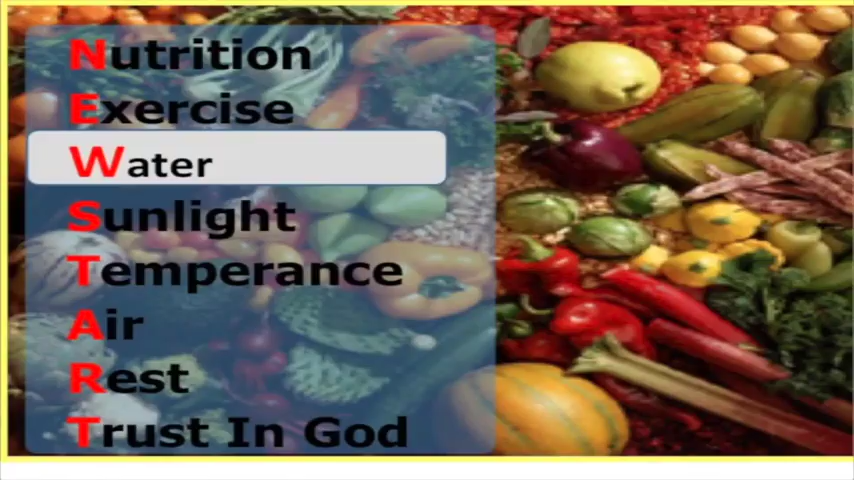 Nutrition
Exercise
Water
Sunlight
Temperance
Air
Rest
Trust In God